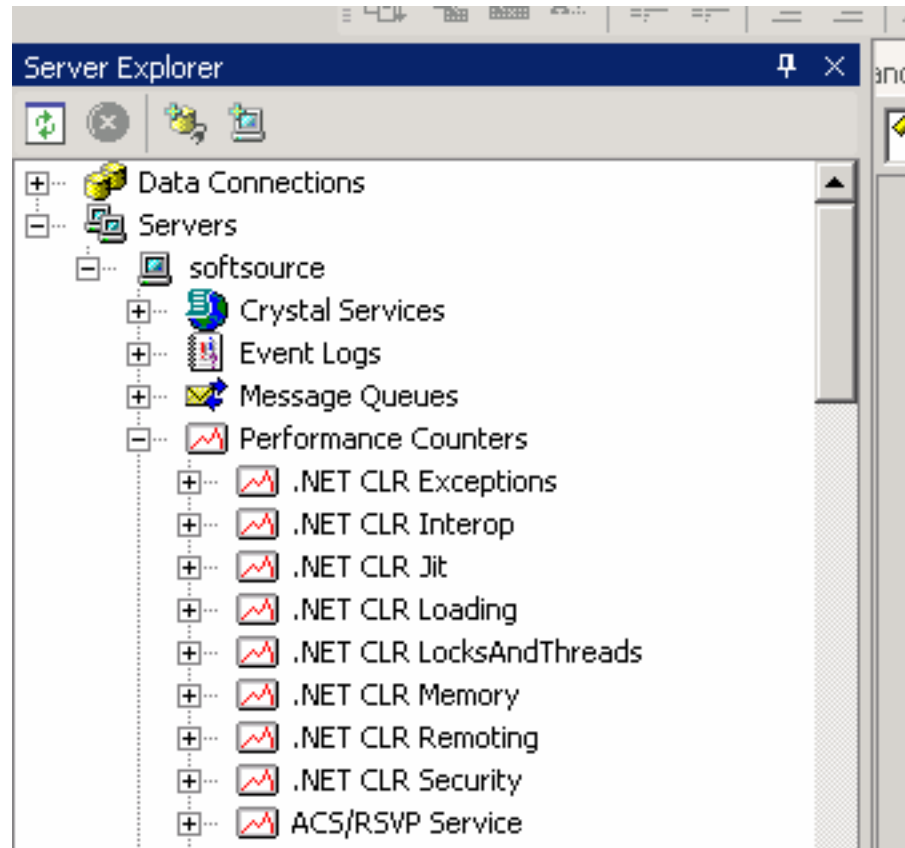 Server Explorer
Data Connections
Servers
softsource
Crystal Services
Event Logs
Message Queues
Performance Counters
.NET CLR Exceptions
.NET CLR Interop
.NET CLR Jit
.NET CLR Loading
.NET CLR LocksAndThreads
.NET CLR Memory
.NET CLR Remoting
.NET CLR Security
ACS/RSVP Service